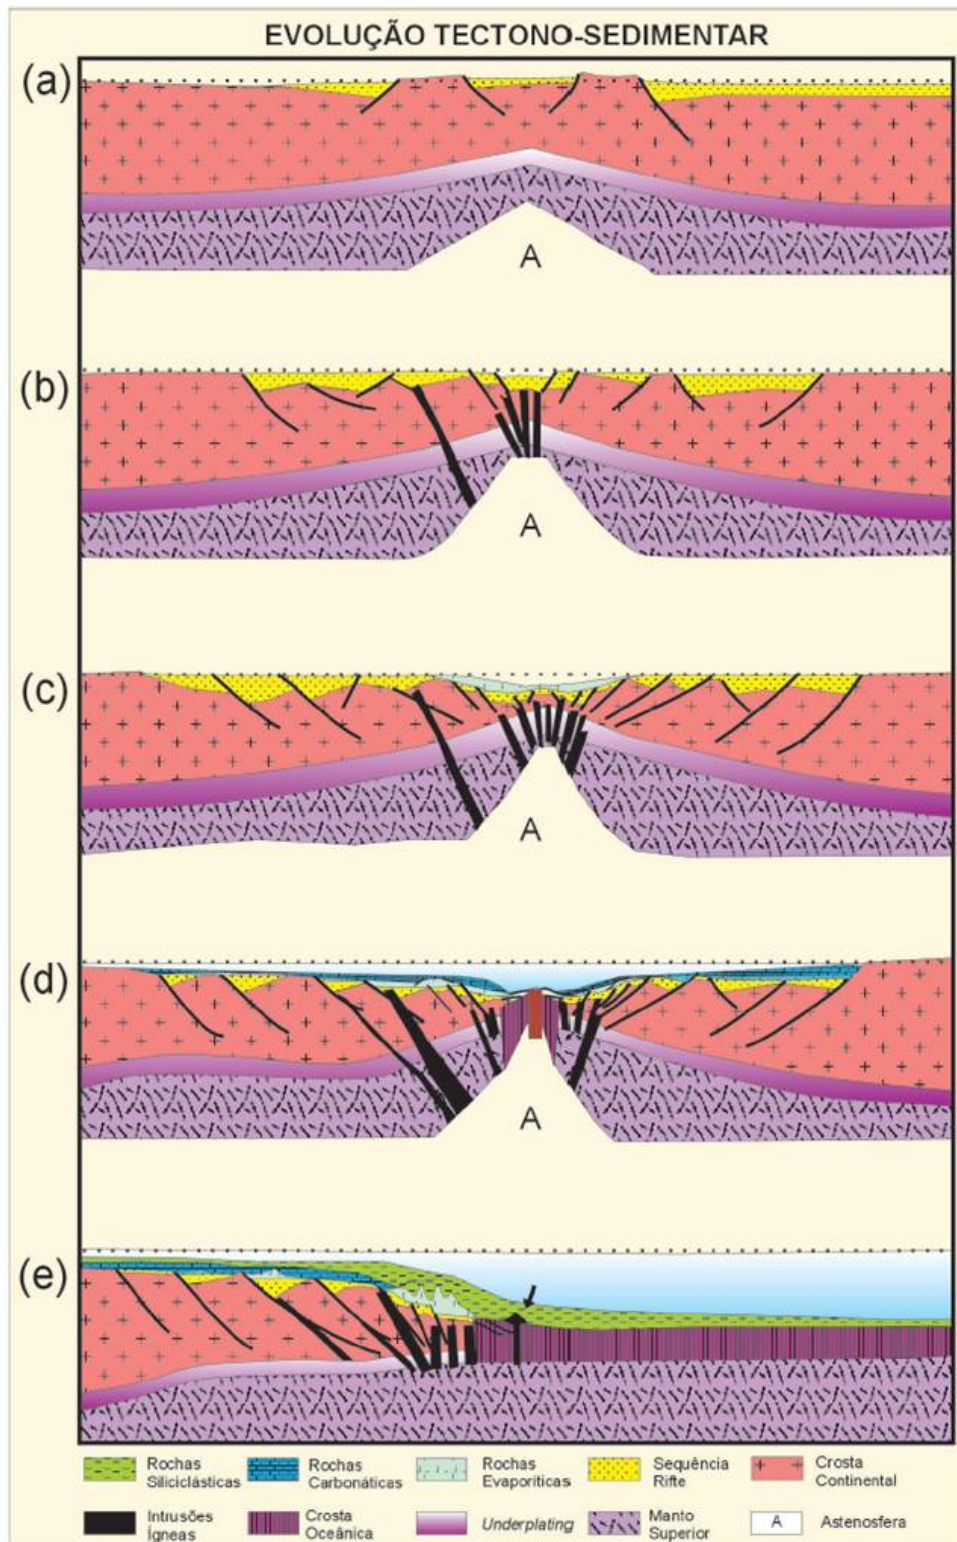 EVOLUÇÃO TECTONO-SEDIMENTAR
(a)
A
(b)
A
(c)
A
(d)
A
(e)
Rochas
Siliciclásticas
Rochas
Carbonáticas
Rochas
Evaporíticas
Sequência
Rifte
Crosta
Continental
Intrusões
Ígneas
Crosta
Oceânica
Underplating
Manto
Superior
A
Astenosfera